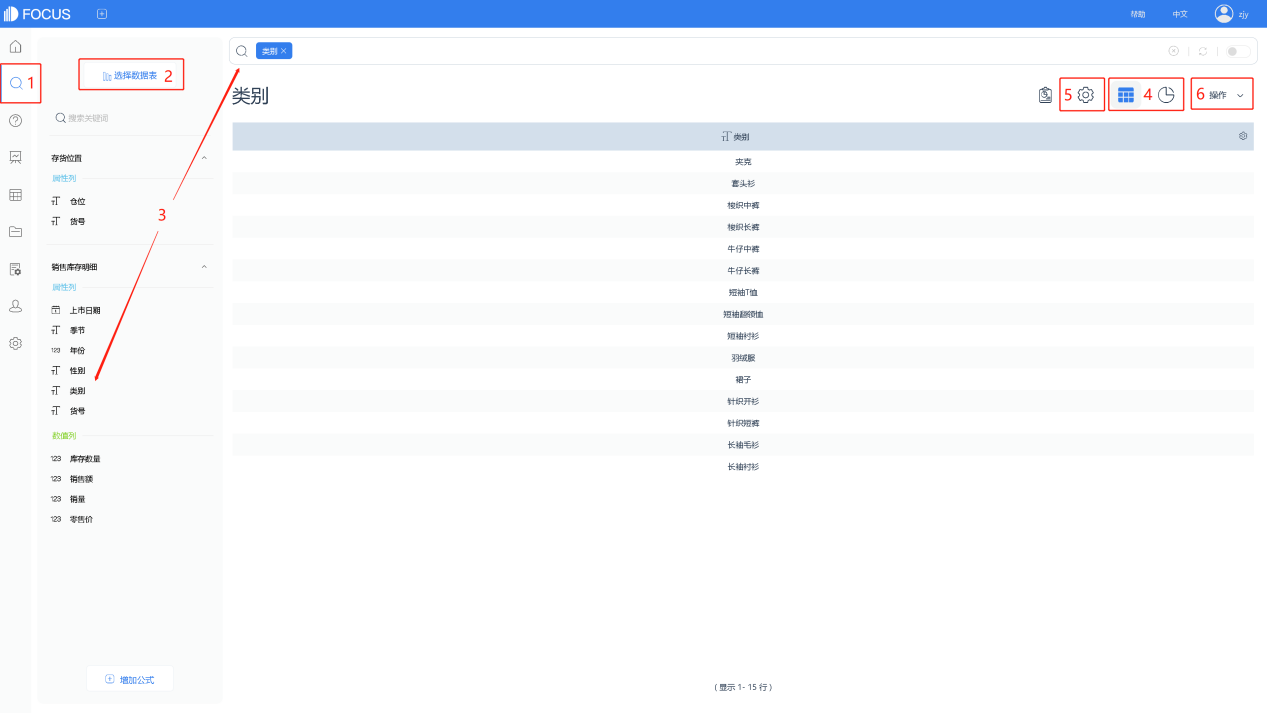 FOCUS
帮助 中文 zjy
1
选择数据表 2
搜索关键词
存货位置
属性列
仓位
货号
3
销售库存明细
属性列
上市日期
季节
123 年份
性别
类别
货号
数值列
123 库存数量
123 销售额
123 销量
123 零售价
增加公式
类别
类别
5 4 6 操作
类别
夹克
套头衫
梭织中裤
梭织长裤
牛仔中裤
牛仔长裤
短袖T恤
短袖翻领恤
短袖衬衫
羽绒服
裙子
针织开衫
针织短裤
长袖毛衫
长袖衬衫
( 显示 1- 15 行 )